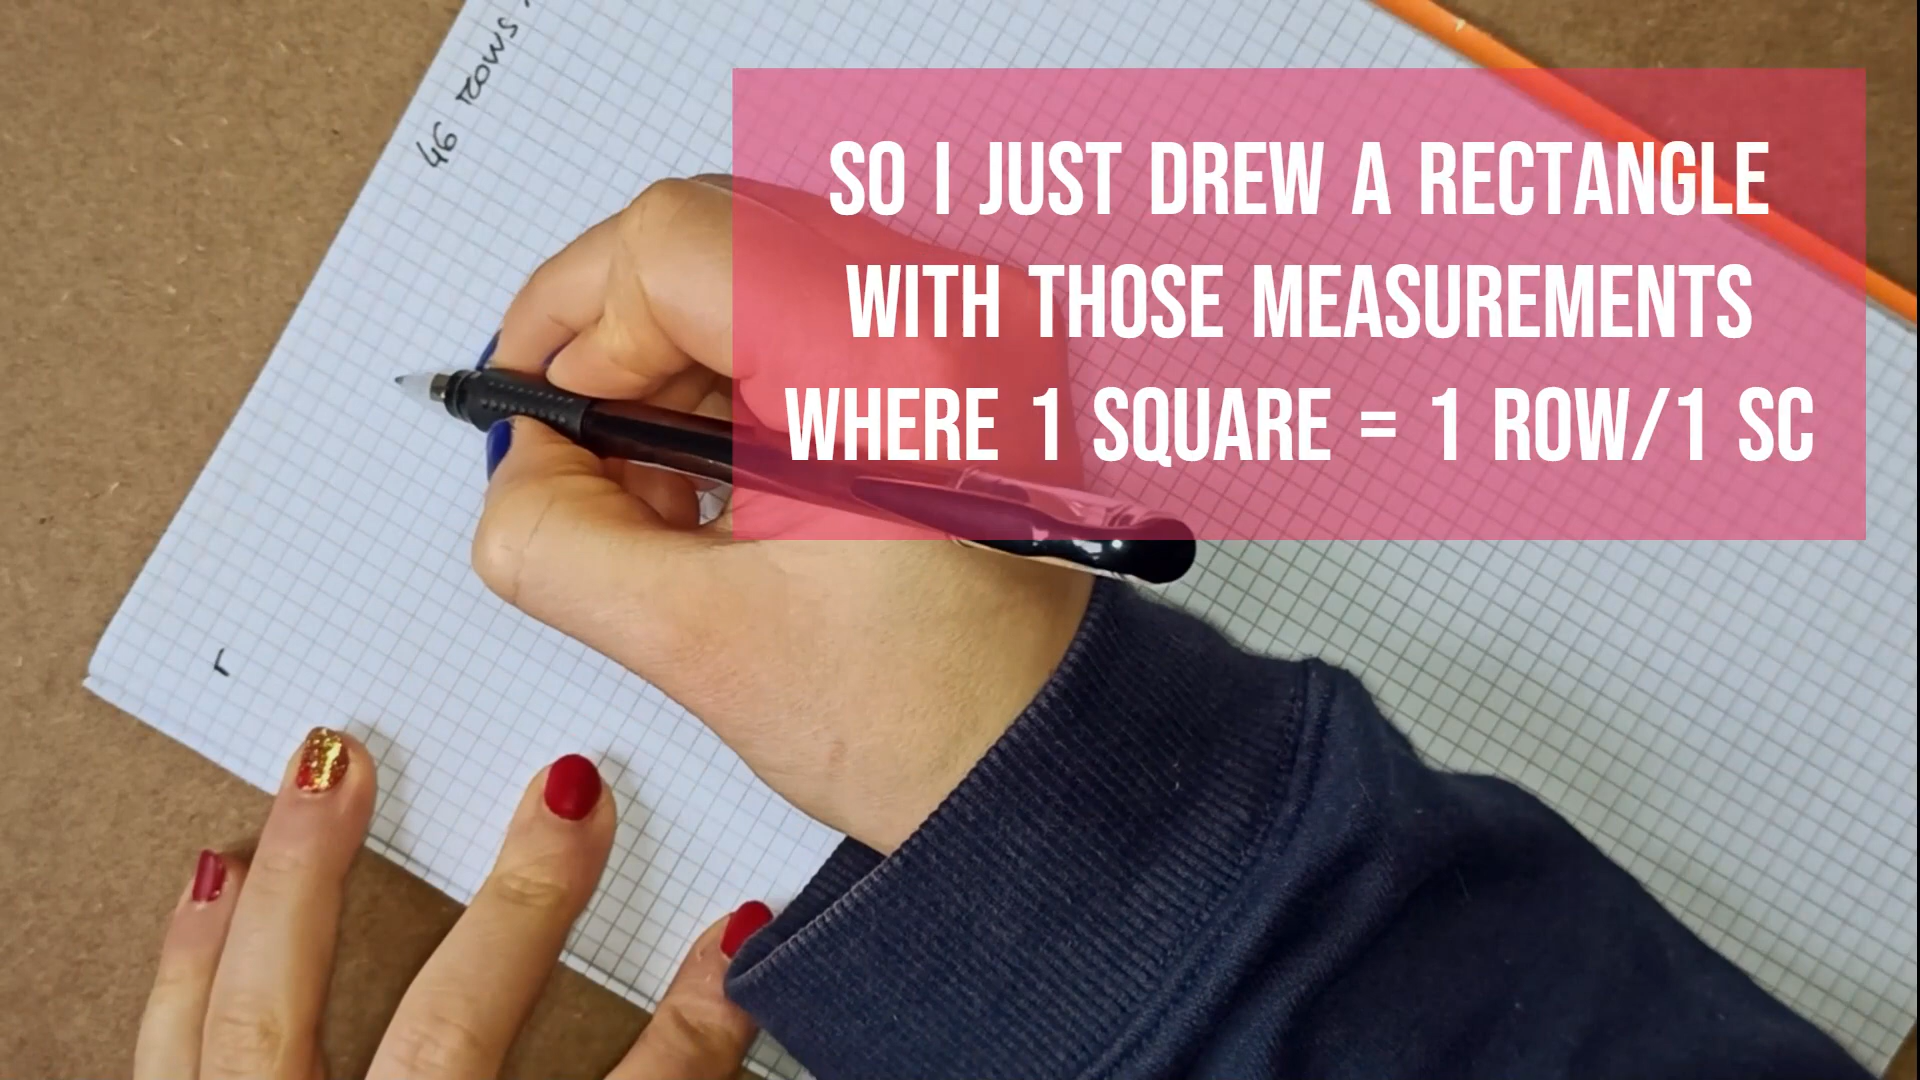 46 rows
SO I JUST DREW A RECTANGLE
WITH THOSE MEASUREMENTS
WHERE 1 SQUARE = 1 ROW/1 SC